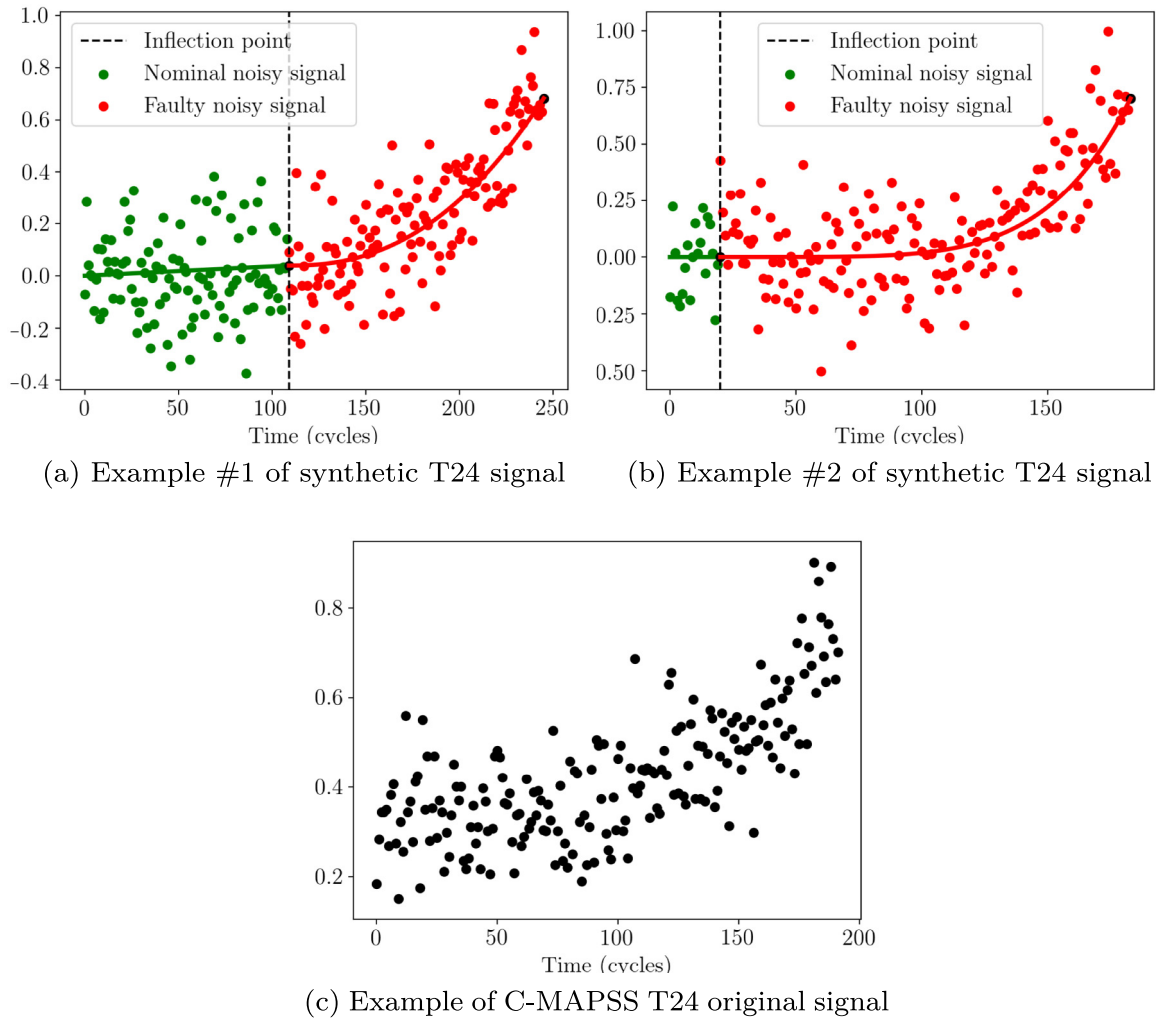 Inflection point
Nominal noisy signal
Faulty noisy signal
1.0
0.8
0.6
0.4
0.2
0.0
-0.2
-0.4
0 50 100 150 200 250
Time (cycles)
(a) Example #1 of synthetic T24 signal
Inflection point
Nominal noisy signal
Faulty noisy signal
1.00
0.75
0.50
0.25
0.00
0.25
0.50
0 50 100 150
Time (cycles)
(b) Example #2 of synthetic T24 signal
0.8
0.6
0.4
0.2
0 50 100 150 200
Time (cycles)
(c) Example of C-MAPSS T24 original signal